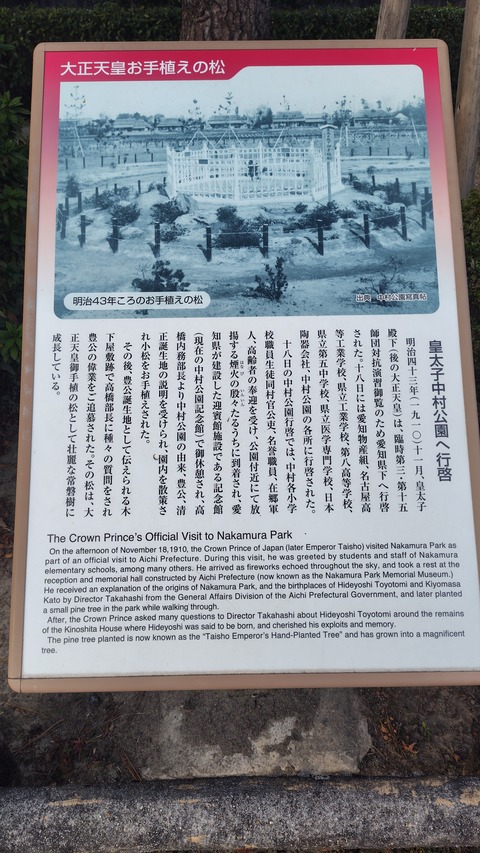 大正天皇お手植えの松
明治43年ころのお手植えの松
出典 中村公園寫真帖
皇太子中村公園へ行啓
明治四十三年(一九一〇)十一月、皇太子
殿下(後の大正天皇)は、臨時第三・第十五
師団対抗演習御覧のため愛知県下へ行啓
された。十八日には愛知物産組、名古屋高
等工業学校、県立工業学校、第八高等学校、
県立第五中学校、県立医学専門学校、日本
陶器会社、中村公園の各所に行啓された。
十八日の中村公園行啓では、中村各小学
校職員生徒同村官公吏、名誉職員、在郷軍
人、高齢者の奉迎を受け、公園付近にて放
揚する煙火の殷々たるうちに到着され、愛
知県が建設した迎賓館施設である記念館
(現在の中村公園記念館)で御休憩され、高
橋内務部長より中村公園の由来、豊公、清
正誕生地の説明を受けられ、園内を散策さ
れ小松をお手植えされた。
その後、豊公誕生地として伝えられる木
下屋敷跡で高橋部長に種々の質問をされ
豊公の偉業をご追慕された。その松は、大
正天皇御手植の松として壮麗な常磐樹に
成長している。
The Crown Prince's Official Visit to Nakamura Park
On the afternoon of November 18,1910, the Crown Prince of Japan (later Emperor Taisho) visited Nakamura Park as
part of an official visit to Aichi Prefecture. During this visit, he was greeted by students and staff of Nakamura
elementary schools, among many others. He arrived as fireworks echoed through the sky, and took a rest at the
reception and memorial hall constructed by Aichi Prefecture (now known as the Nakamura Park Memorial Museum.)
He received an explanation of the origins of Nakamura Park, and the birthplaces of Hideyoshi Toyotomi and Kiyomasa
Kato by Director Takahashi from the General Affairs Division of the Aichi Prefectural Government, and later planted
a small pine tree in the park while walking through.
After, the Crown Prince asked many questions to Director Takahashi about Hideyoshi Toyotomi around the remains
of the Kinoshita House where Hideyoshi was said to be born, and cherished his exploits and memory.
The pine tree planted is now known as the "Taisho Emperor's Hand-Planted Tree" and has grown into a magnificent
tree.